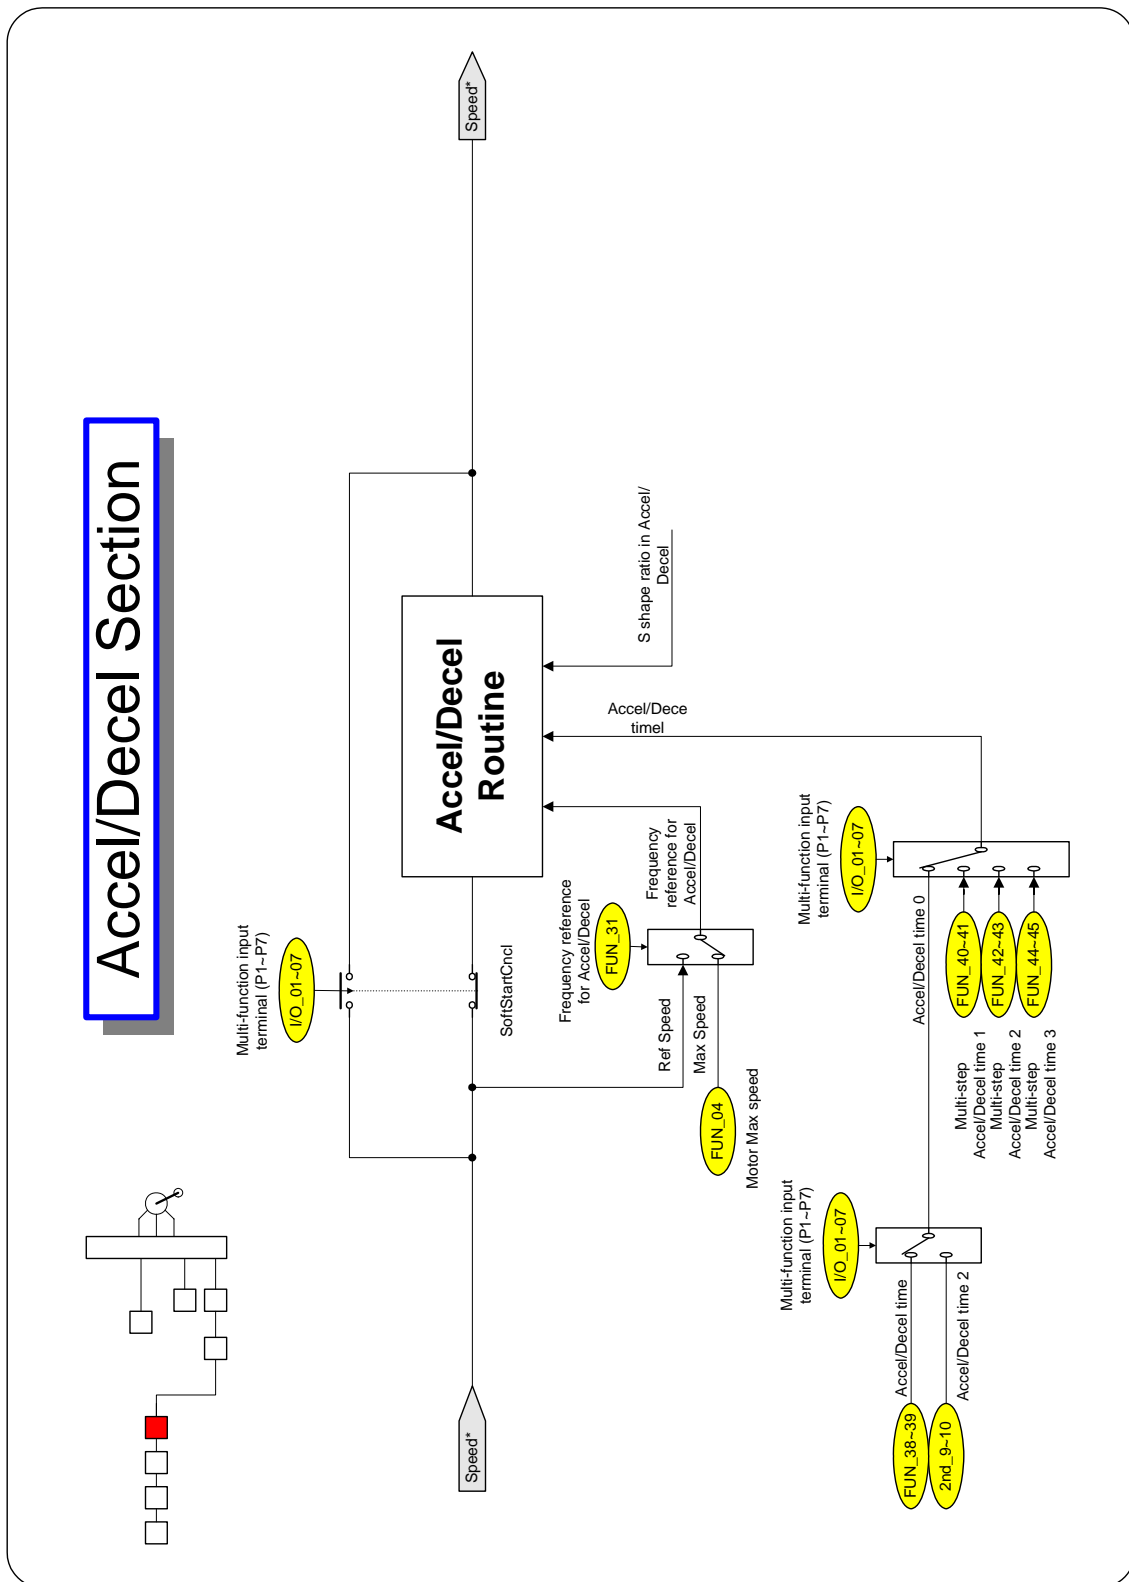 Accel/Decel Section
Multi-function input
terminal (P1~P7)
I/O_01~07
SoftStartCncl
Speed*
Accel/Decel
Routine
Speed*
S shape ratio in Accel/
Decel
Accel/Dece
timel
Frequency
reference for
Accel/Decel
Frequency reference
for Accel/Decel
FUN_31
Ref Speed
Max Speed
FUN_04
Motor Max speed
Multi-function input
terminal (P1~P7)
I/O_01~07
Accel/Decel time 0
FUN_40~41
FUN_42~43
FUN_44~45
Multi-step
Accel/Decel time 1
Multi-step
Accel/Decel time 2
Multi-step
Accel/Decel time 3
Multi-function input
terminal (P1~P7)
I/O_01~07
Accel/Decel time
FUN_38~39
2nd_9~10
Accel/Decel time 2